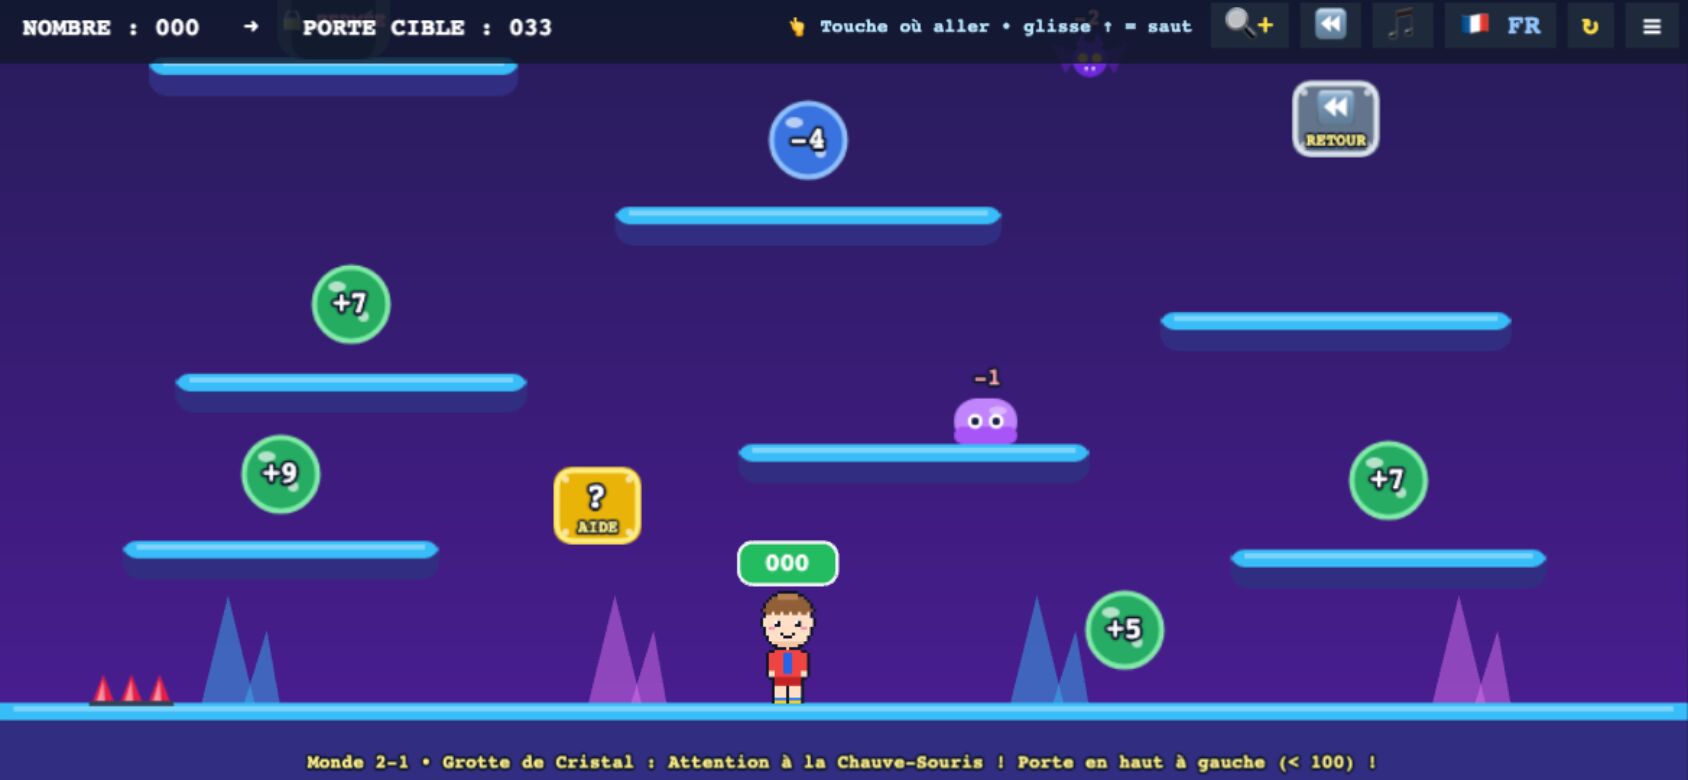 NOMBRE : 000 → PORTE CIBLE : 033
Touche où aller • glisse ↑ = saut
+
FR
↻
≡
-2
-4
RETOUR
+7
-1
+9
?
AIDE
+7
000
+5
Monde 2-1 • Grotte de Cristal : Attention à la Chauve-Souris ! Porte en haut à gauche (< 100) !